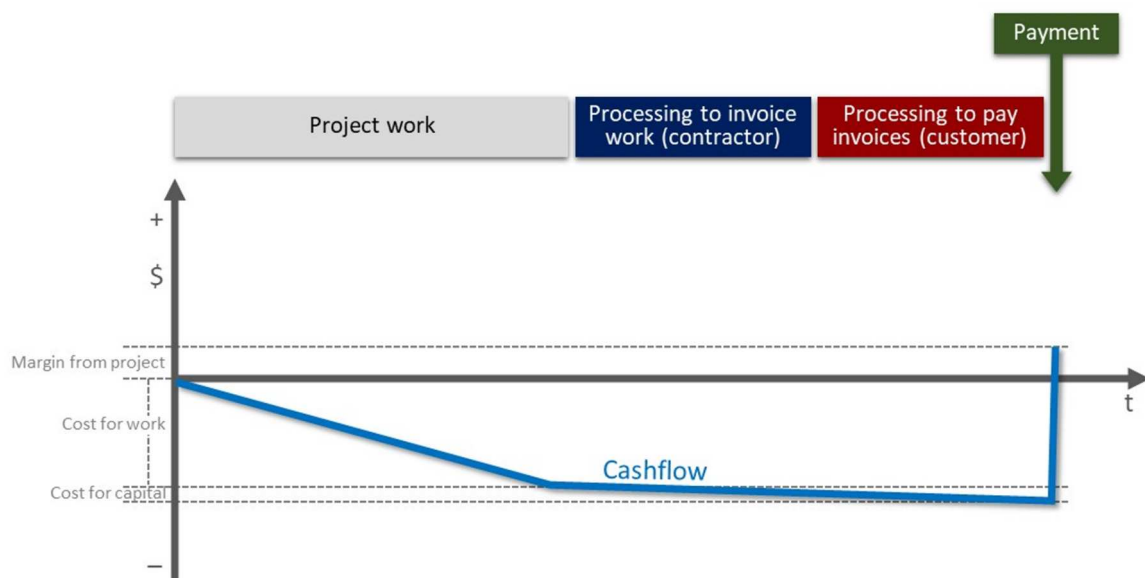 Payment
Project work
Processing to invoice
work (contractor)
Processing to pay
invoices (customer)
+
$
Margin from project
t
Cost for work
Cashflow
Cost for capital
–